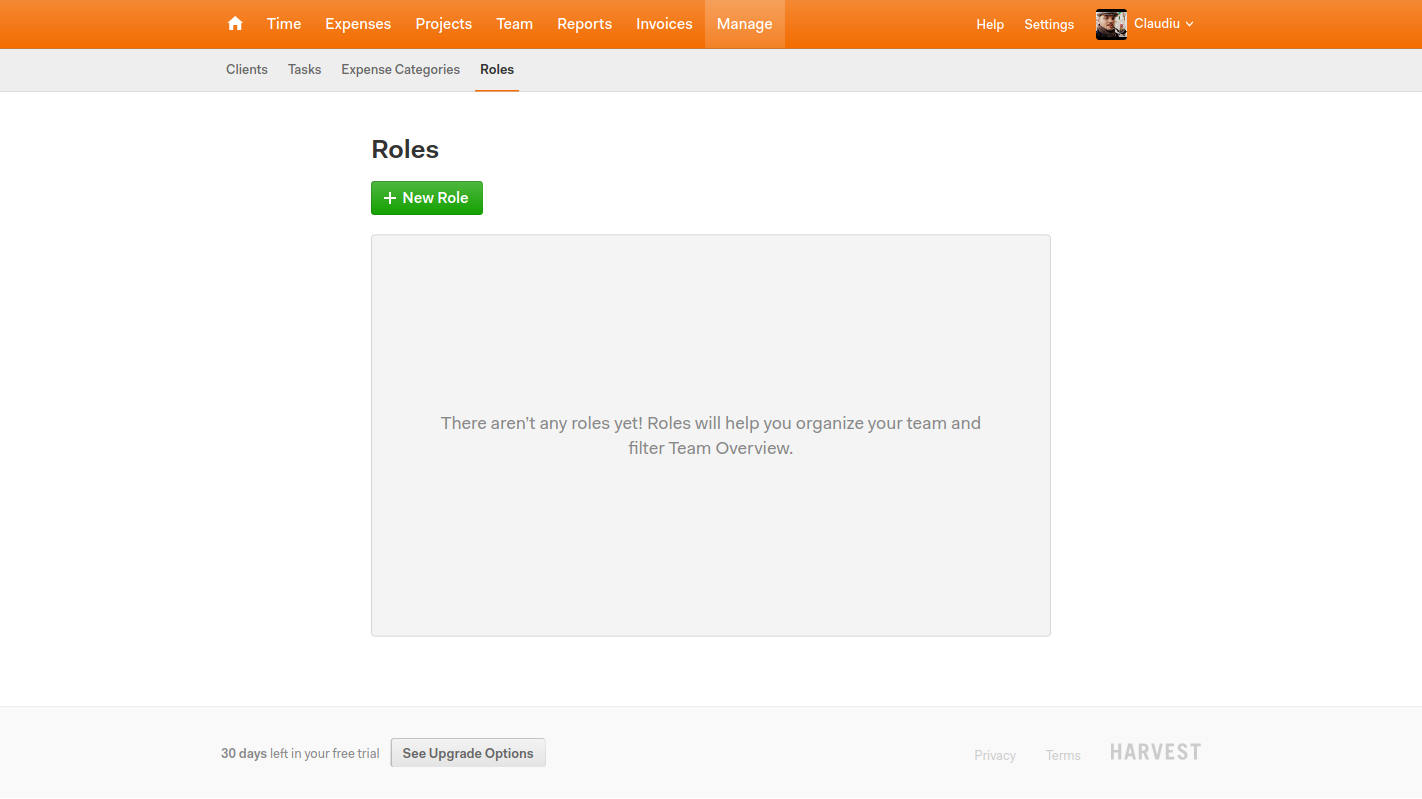 Time Expenses Projects Team Reports Invoices Manage Help Settings Claudiu
Clients Tasks Expense Categories Roles
Roles
+ New Role
There aren't any roles yet! Roles will help you organize your team and
filter Team Overview.
30 days left in your free trial See Upgrade Options Privacy Terms HARVEST